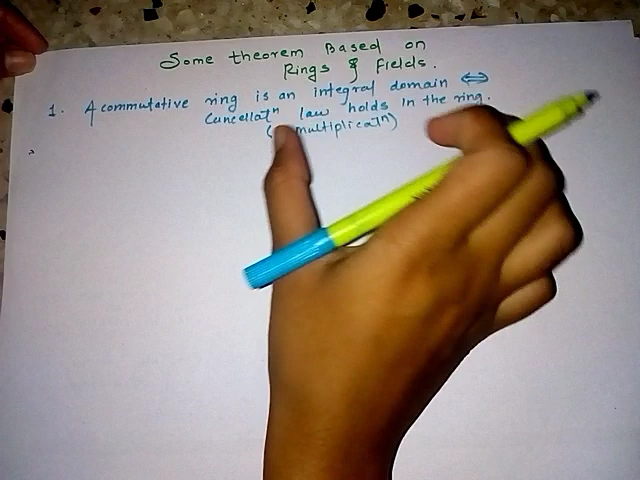 Some theorem Based on
Rings & Fields.
1. A commutative ring is an integral domain ⇔
Cancellatⁿ law holds in the ring.
( multiplicatⁿ)